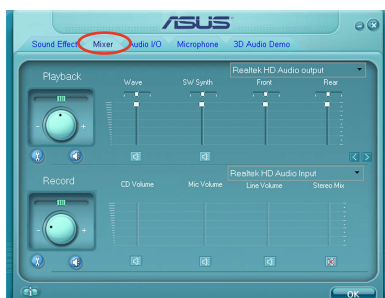 ASUS
Sound Effect Mixer Audio I/O Microphone 3D Audio Demo
Realtek HD Audio output
Playback
Wave SW Synth Front Rear
- +
Realtek HD Audio Input
Record
CD Volume Mic Volume Line Volume Stereo Mix
- +
OK